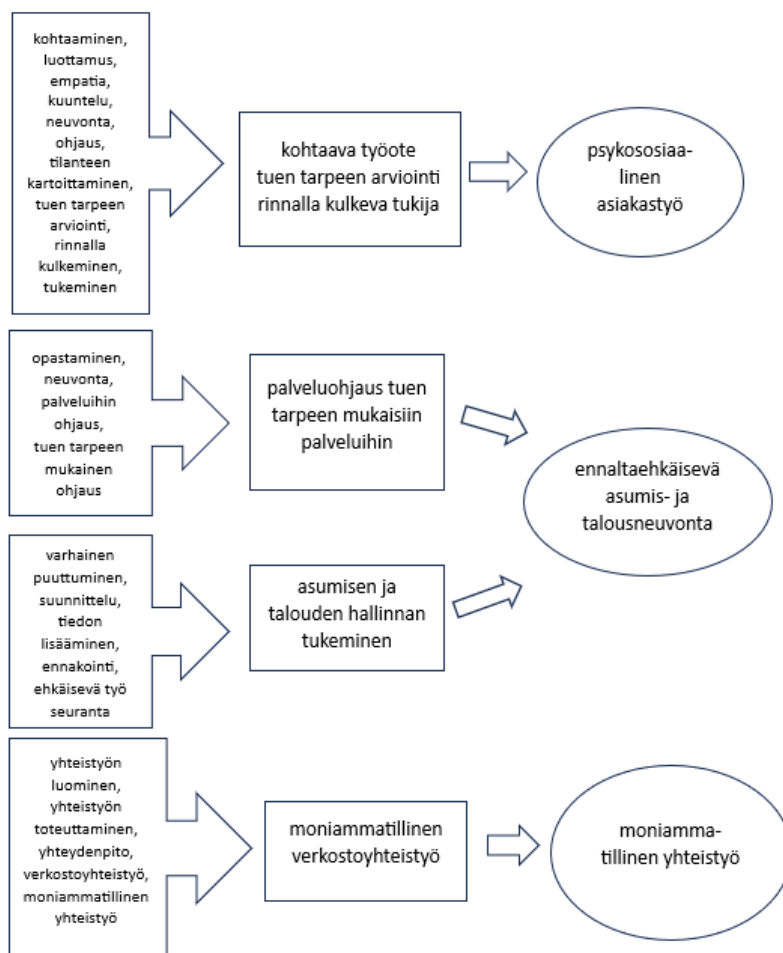 kohtaaminen,
luottamus,
empatia,
kuuntelu,
neuvonta,
ohjaus,
tilanteen
kartoittaminen,
tuen tarpeen
arviointi,
rinnalla
kulkeminen,
tukeminen
kohtaava työote
tuen tarpeen arviointi
rinnalla kulkeva tukija
psykososiaa-
linen
asiakastyö
opastaminen,
neuvonta,
palveluihin
ohjaus,
tuen tarpeen
mukainen
ohjaus
palveluohjaus tuen
tarpeen mukaisiin
palveluihin
ennaltaehkäisevä
asumis- ja
talousneuvonta
varhainen
puuttuminen,
suunnittelu,
tiedon
lisääminen,
ennakointi,
ehkäisevä työ
seuranta
asumisen ja
talouden hallinnan
tukeminen
yhteistyön
luominen,
yhteistyön
toteuttaminen,
yhteydenpito,
verkostoyhteistyö,
moniammatillinen
yhteistyö
moniammatillinen
verkostoyhteistyö
moniamma-
tillinen yhteistyö